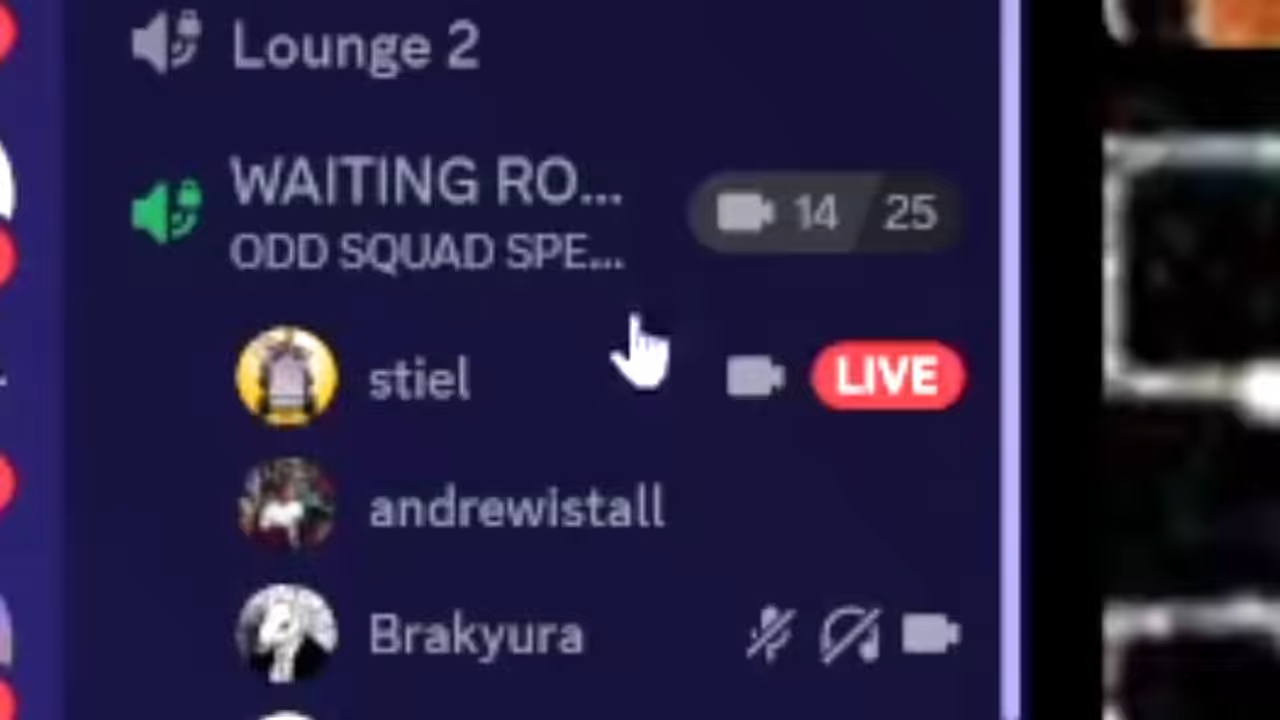 Lounge 2
WAITING RO...
14 25
ODD SQUAD SPE...
stiel
LIVE
andrewistall
Brakyura